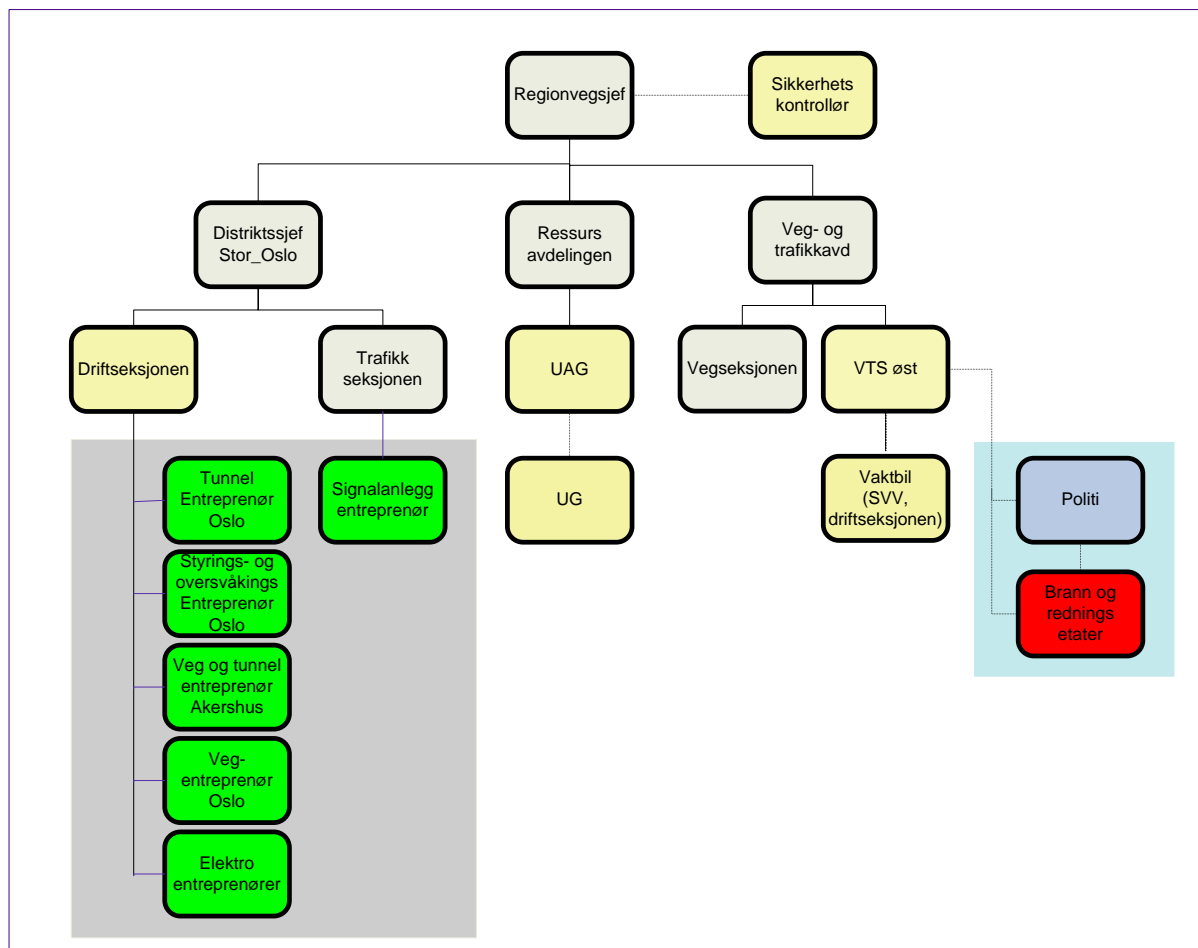 Regionvegsjef
Sikkerhets
kontrollør
Distriktssjef
Stor_Oslo
Ressurs
avdelingen
Veg- og
trafikkavd
Driftseksjonen
Trafikk
seksjonen
UAG
Vegseksjonen
VTS øst
Tunnel
Entreprenør
Oslo
Signalanlegg
entreprenør
UG
Vaktbil
(SVV,
driftseksjonen)
Politi
Styrings- og
oversvåkings
Entreprenør
Oslo
Brann og
rednings
etater
Veg og tunnel
entreprenør
Akershus
Veg-
entreprenør
Oslo
Elektro
entreprenører